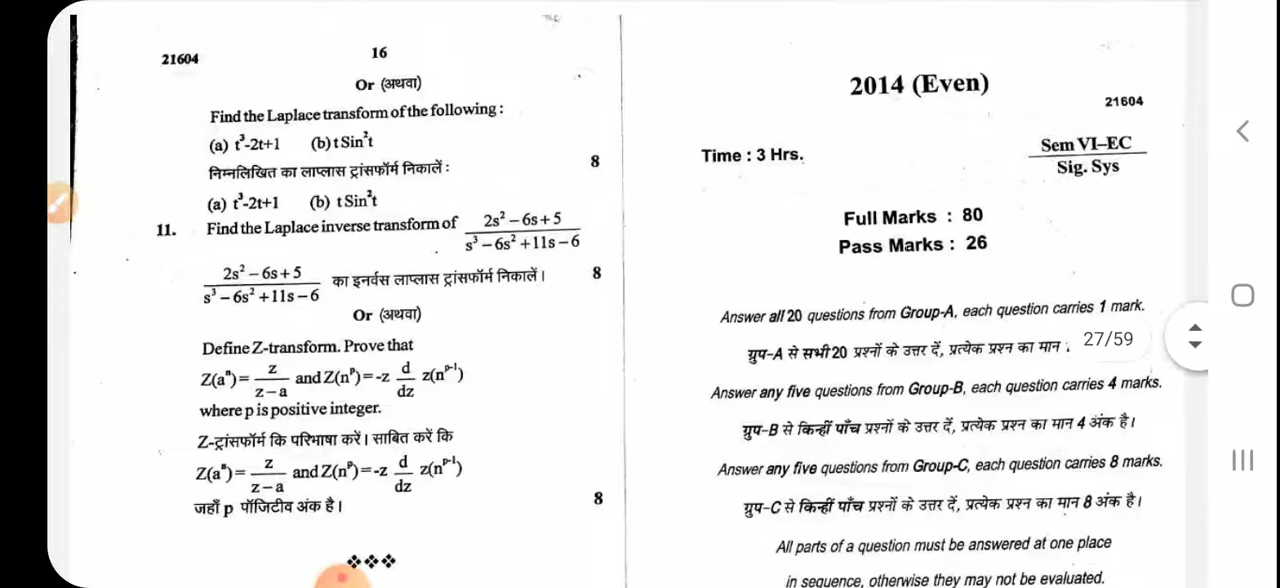 21604
16
Or (अथवा)
Find the Laplace transform of the following :
(a) t³-2t+1 (b) t Sin²t
निम्नलिखित का लाप्लास ट्रांसफॉर्म निकालें :
8
(a) t³-2t+1 (b) t Sin²t
11. Find the Laplace inverse transform of (2s² – 6s + 5)/(s³ – 6s² + 11s – 6)
(2s² – 6s + 5)/(s³ – 6s² + 11s – 6) का इनर्वस लाप्लास ट्रांसफॉर्म निकालें।
8
Or (अथवा)
Define Z-transform. Prove that
Z(aⁿ)= z/(z–a) and Z(nᵖ)=-z d/dz z(nᵖ⁻¹)
where p is positive integer.
Z-ट्रांसफॉर्म कि परिभाषा करें। साबित करें कि
Z(aⁿ)= z/(z–a) and Z(nᵖ)=-z d/dz z(nᵖ⁻¹)
जहाँ p पॉजिटीव अंक है।
8
2014 (Even)
21604
Time : 3 Hrs.
Sem VI–EC
Sig. Sys
Full Marks : 80
Pass Marks : 26
Answer all 20 questions from Group-A, each question carries 1 mark.
ग्रुप-A से सभी 20 प्रश्नों के उत्तर दें, प्रत्येक प्रश्न का मान
27/59
Answer any five questions from Group-B, each question carries 4 marks.
ग्रुप-B से किन्हीं पाँच प्रश्नों के उत्तर दें, प्रत्येक प्रश्न का मान 4 अंक है।
Answer any five questions from Group-C, each question carries 8 marks.
ग्रुप-C से किन्हीं पाँच प्रश्नों के उत्तर दें, प्रत्येक प्रश्न का मान 8 अंक है।
All parts of a question must be answered at one place
in sequence, otherwise they may not be evaluated.